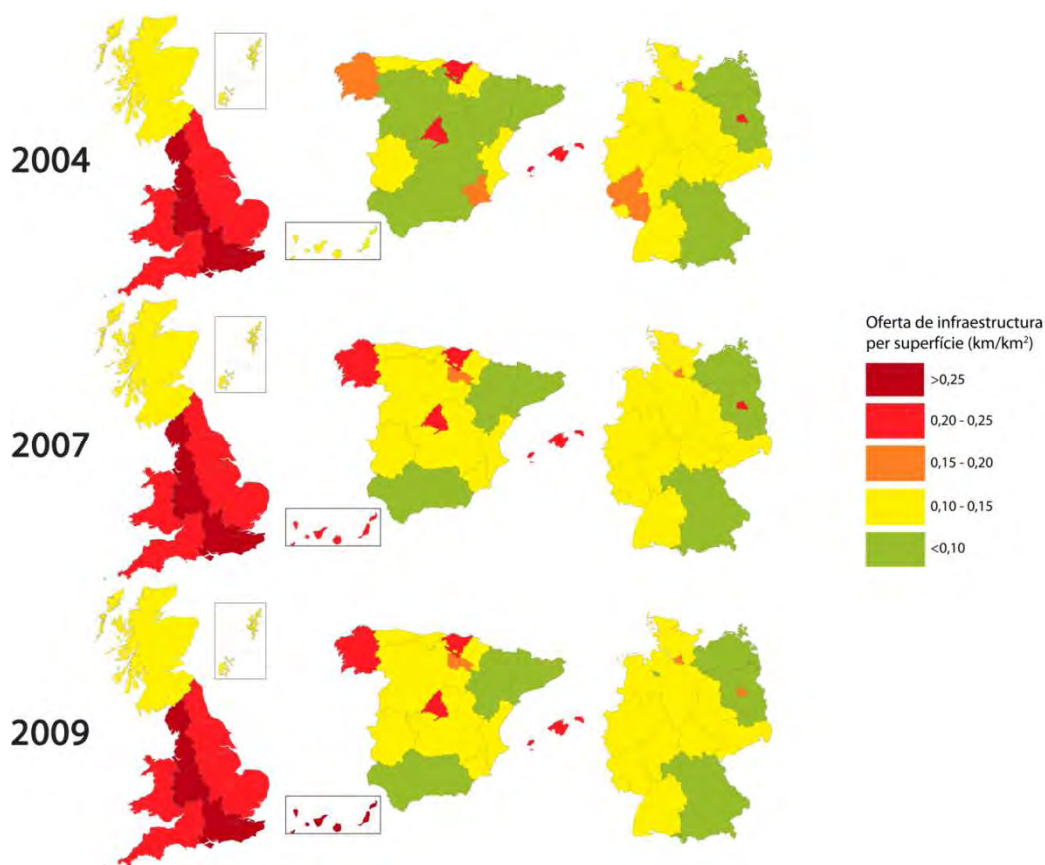 2004
2007
2009
Oferta de infraestructura
per superfície (km/km²)
>0,25
0,20 - 0,25
0,15 - 0,20
0,10 - 0,15
<0,10